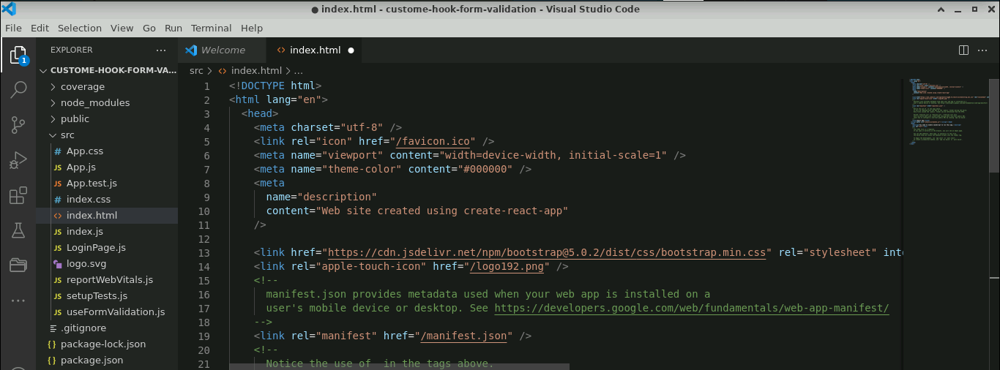 ● index.html - custome-hook-form-validation - Visual Studio Code
File Edit Selection View Go Run Terminal Help
EXPLORER ...
1
CUSTOME-HOOK-FORM-VA...
coverage
node_modules
public
src
# App.css
JS App.js
JS App.test.js
# index.css
<> index.html
JS index.js
JS LoginPage.js
logo.svg
JS reportWebVitals.js
JS setupTests.js
JS useFormValidation.js
.gitignore
{} package-lock.json
{} package.json
Welcome
<> index.html ●
src > <> index.html > ...
1 <!DOCTYPE html>
2 <html lang="en">
3 <head>
4 <meta charset="utf-8" />
5 <link rel="icon" href="/favicon.ico" />
6 <meta name="viewport" content="width=device-width, initial-scale=1" />
7 <meta name="theme-color" content="#000000" />
8 <meta
9 name="description"
10 content="Web site created using create-react-app"
11 />
12
13 <link href="https://cdn.jsdelivr.net/npm/bootstrap@5.0.2/dist/css/bootstrap.min.css" rel="stylesheet" inte
14 <link rel="apple-touch-icon" href="/logo192.png" />
15 <!--
16 manifest.json provides metadata used when your web app is installed on a
17 user's mobile device or desktop. See https://developers.google.com/web/fundamentals/web-app-manifest/
18 -->
19 <link rel="manifest" href="/manifest.json" />
20 <!--
21 Notice the use of  in the tags above.